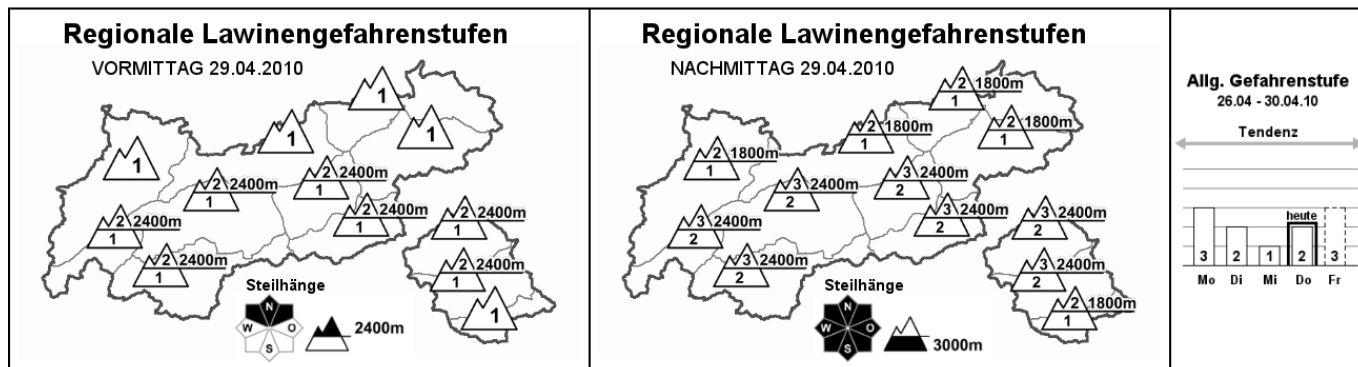 Regionale Lawinengefahrenstufen
VORMITTAG 29.04.2010
1
1
1
1
2 2400m
1
2 2400m
1
2 2400m
1
2 2400m
1
2 2400m
1
2 2400m
1
2 2400m
1
1
Steilhänge
N
W O
S
2400m
Regionale Lawinengefahrenstufen
NACHMITTAG 29.04.2010
2 1800m
1
2 1800m
1
2 1800m
1
2 1800m
1
3 2400m
2
3 2400m
2
3 2400m
2
3 2400m
2
3 2400m
2
3 2400m
2
3 2400m
2
2 1800m
1
Steilhänge
N
W O
S
3000m
Allg. Gefahrenstufe
26.04 - 30.04.10
Tendenz
heute
3 2 1 2 3
Mo Di Mi Do Fr